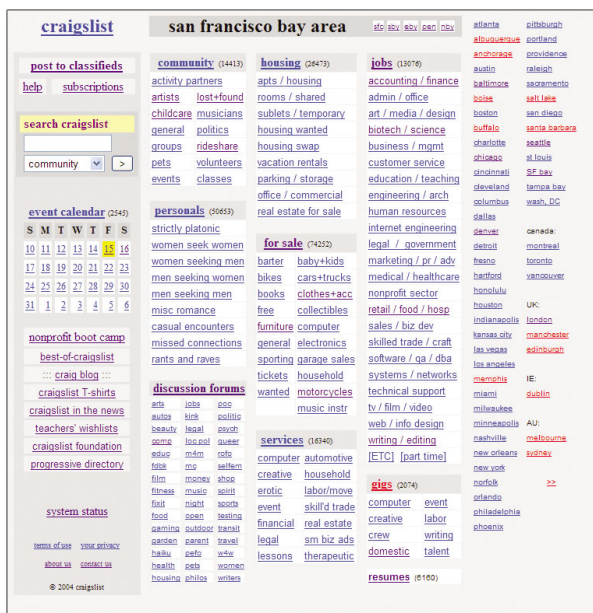 craigslist
post to classifieds
help subscriptions
search craigslist
community >
event calendar (2545)
S M T W T F S
10 11 12 13 14 15 16
17 18 19 20 21 22 23
24 25 26 27 28 29 30
31 1 2 3 4 5 6
nonprofit boot camp
best-of-craigslist
::: craig blog :::
craigslist T-shirts
craigslist in the news
teachers' wishlists
craigslist foundation
progressive directory
system status
terms of use your privacy
about us contact us
® 2004 craigslist
san francisco bay area
sfc sby eby pen nby
community (14413)
activity partners
artists lost+found
childcare musicians
general politics
groups rideshare
pets volunteers
events classes
personals (50653)
strictly platonic
women seek women
women seeking men
men seeking women
men seeking men
misc romance
casual encounters
missed connections
rants and raves
discussion forums
arts jobs poc
autos kink politic
beauty legal psych
comp loc pol queer
educ m4m rofo
fdbk mc selfem
film money shop
fitness music spirit
fixit night sports
food open testing
gaming outdoor transit
garden parent travel
haiku pefo w4w
health pets women
housing philos writers
housing (26473)
apts / housing
rooms / shared
sublets / temporary
housing wanted
housing swap
vacation rentals
parking / storage
office / commercial
real estate for sale
for sale (74252)
barter baby+kids
bikes cars+trucks
books clothes+acc
free collectibles
furniture computer
general electronics
sporting garage sales
tickets household
wanted motorcycles
music instr
services (16340)
computer automotive
creative household
erotic labor/move
event skill'd trade
financial real estate
legal sm biz ads
lessons therapeutic
jobs (13076)
accounting / finance
admin / office
art / media / design
biotech / science
business / mgmt
customer service
education / teaching
engineering / arch
human resources
internet engineering
legal / government
marketing / pr / adv
medical / healthcare
nonprofit sector
retail / food / hosp
sales / biz dev
skilled trade / craft
software / qa / dba
systems / networks
technical support
tv / film / video
web / info design
writing / editing
[ETC] [part time]
gigs (2074)
computer event
creative labor
crew writing
domestic talent
resumes (6160)
atlanta
albuquerque
anchorage
austin
baltimore
boise
boston
buffalo
charlotte
chicago
cincinnati
cleveland
columbus
dallas
denver
detroit
fresno
hartford
honolulu
houston
indianapolis
kansas city
las vegas
los angeles
memphis
miami
milwaukee
minneapolis
nashville
new orleans
new york
norfolk
orlando
philadelphia
phoenix
pittsburgh
portland
providence
raleigh
sacramento
salt lake
san diego
santa barbara
seattle
st louis
SF bay
tampa bay
wash, DC
canada:
montreal
toronto
vancouver
UK:
london
manchester
edinburgh
IE:
dublin
AU:
melbourne
sydney
>>